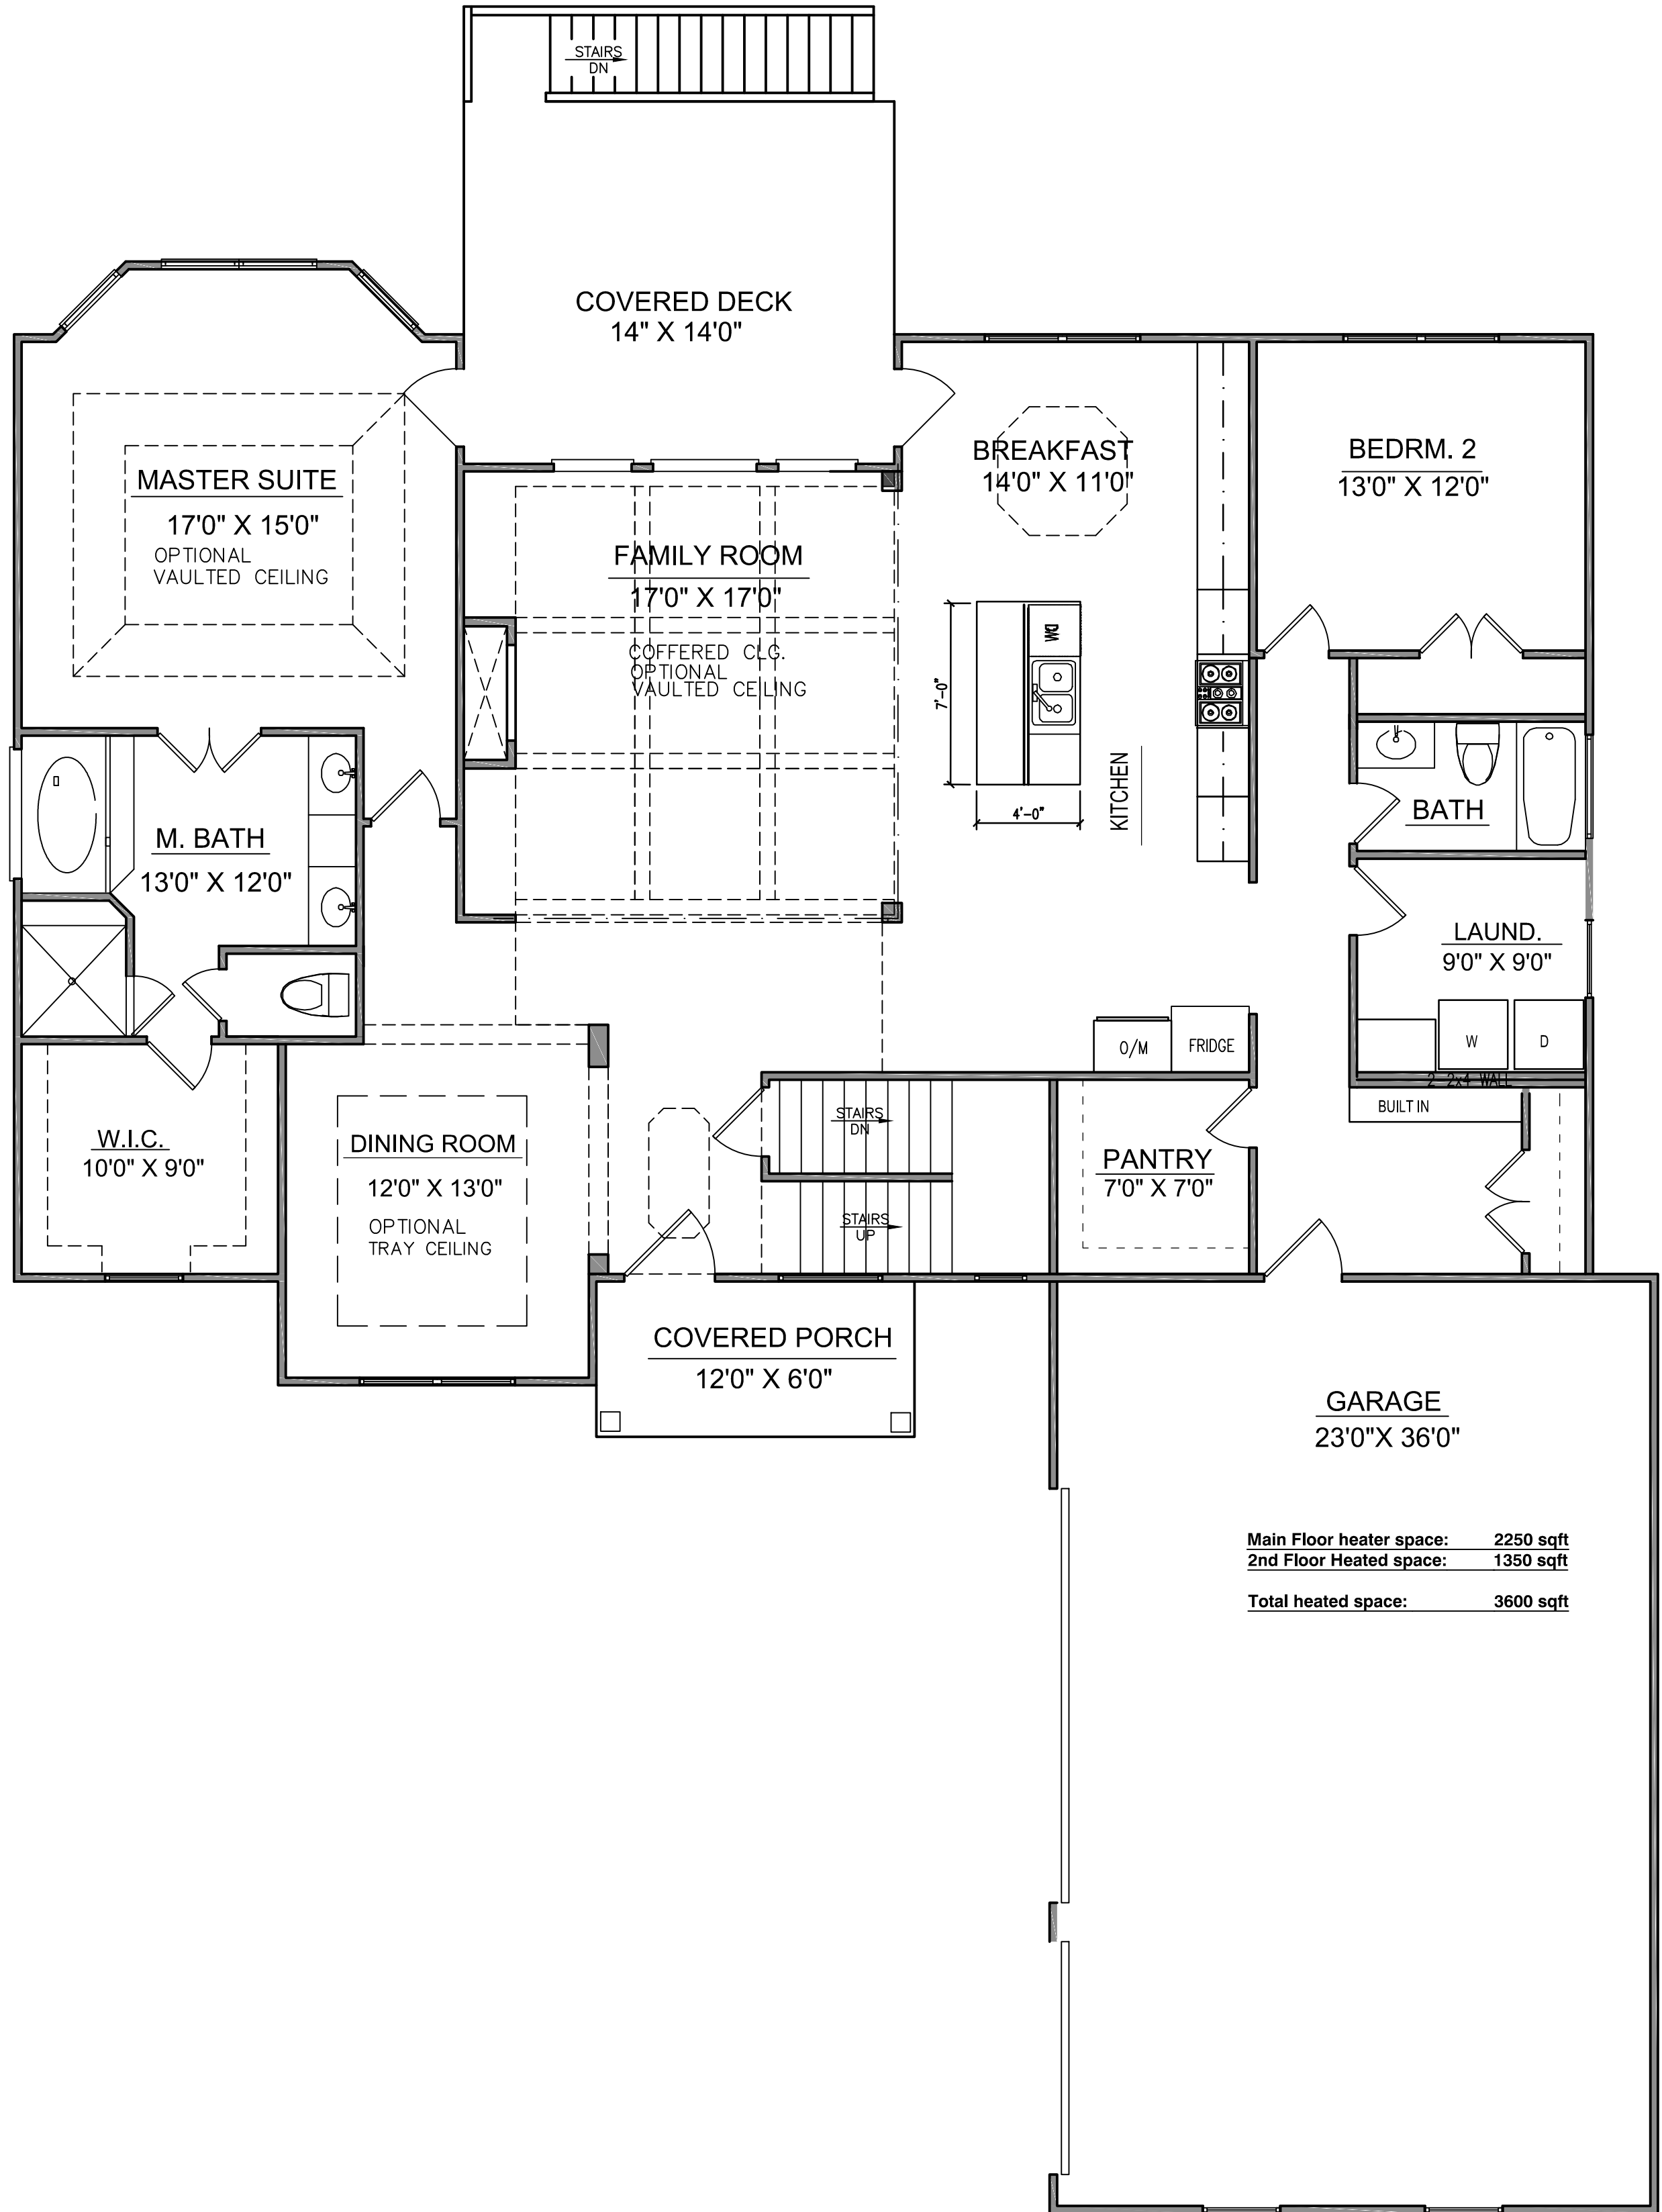 STAIRS
DN
COVERED DECK
14" X 14'0"
MASTER SUITE
17'0" X 15'0"
OPTIONAL
VAULTED CEILING
FAMILY ROOM
17'0" X 17'0"
COFFERED CLG.
OPTIONAL
VAULTED CEILING
BREAKFAST
14'0" X 11'0"
BEDRM. 2
13'0" X 12'0"
DW
7'-0"
4'-0"
KITCHEN
M. BATH
13'0" X 12'0"
BATH
LAUND.
9'0" X 9'0"
W
D
2 2x4 WALL
BUILT IN
O/M
FRIDGE
W.I.C.
10'0" X 9'0"
DINING ROOM
12'0" X 13'0"
OPTIONAL
TRAY CEILING
STAIRS
DN
STAIRS
UP
PANTRY
7'0" X 7'0"
COVERED PORCH
12'0" X 6'0"
GARAGE
23'0"X 36'0"
Main Floor heater space: 2250 sqft
2nd Floor Heated space: 1350 sqft
Total heated space: 3600 sqft